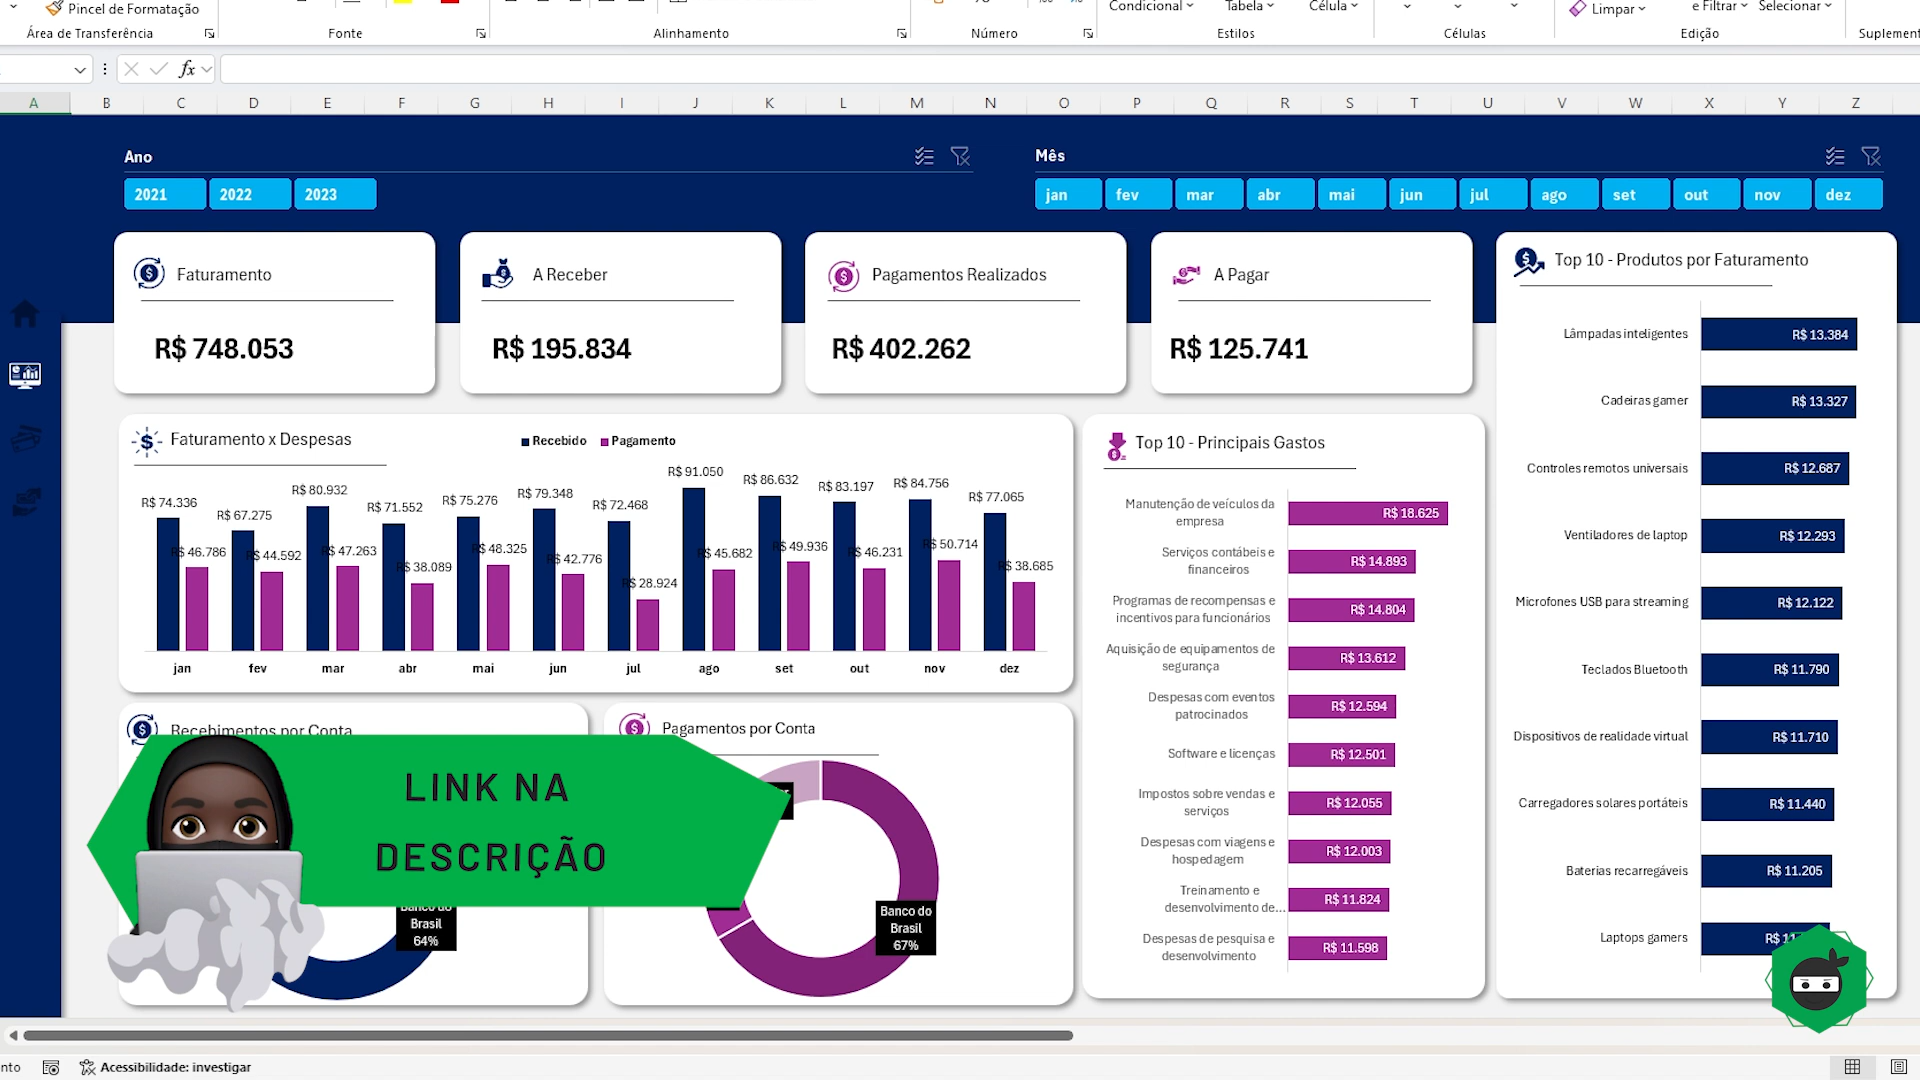 Pincel de Formatação
Condicional
Tabela
Célula
Limpar
e Filtrar
Selecionar
Área de Transferência
Fonte
Alinhamento
Número
Estilos
Células
Edição
fx
A B C D E F G H I J K L M N O P Q R S T U V W X Y Z
Ano
Mês
2021 2022 2023
jan fev mar abr mai jun jul ago set out nov dez
Faturamento
R$ 748.053
A Receber
R$ 195.834
Pagamentos Realizados
R$ 402.262
A Pagar
R$ 125.741
Faturamento x Despesas
Recebido Pagamento
R$ 74.336
R$ 46.786
R$ 67.275
R$ 44.592
R$ 80.932
R$ 47.263
R$ 71.552
R$ 38.089
R$ 75.276
R$ 48.325
R$ 79.348
R$ 42.776
R$ 72.468
R$ 28.924
R$ 91.050
R$ 45.682
R$ 86.632
R$ 49.936
R$ 83.197
R$ 46.231
R$ 84.756
R$ 50.714
R$ 77.065
R$ 38.685
jan fev mar abr mai jun jul ago set out nov dez
Recebimentos por Conta
Banco do
Brasil
64%
Pagamentos por Conta
Banco do
Brasil
67%
LINK NA
DESCRIÇÃO
Top 10 - Principais Gastos
Manutenção de veículos da
empresa
R$ 18.625
Serviços contábeis e
financeiros
R$ 14.893
Programas de recompensas e
incentivos para funcionários
R$ 14.804
Aquisição de equipamentos de
segurança
R$ 13.612
Despesas com eventos
patrocinados
R$ 12.594
Software e licenças
R$ 12.501
Impostos sobre vendas e
serviços
R$ 12.055
Despesas com viagens e
hospedagem
R$ 12.003
Treinamento e
desenvolvimento de...
R$ 11.824
Despesas de pesquisa e
desenvolvimento
R$ 11.598
Top 10 - Produtos por Faturamento
Lâmpadas inteligentes
R$ 13.384
Cadeiras gamer
R$ 13.327
Controles remotos universais
R$ 12.687
Ventiladores de laptop
R$ 12.293
Microfones USB para streaming
R$ 12.122
Teclados Bluetooth
R$ 11.790
Dispositivos de realidade virtual
R$ 11.710
Carregadores solares portáteis
R$ 11.440
Baterias recarregáveis
R$ 11.205
Laptops gamers
Acessibilidade: investigar